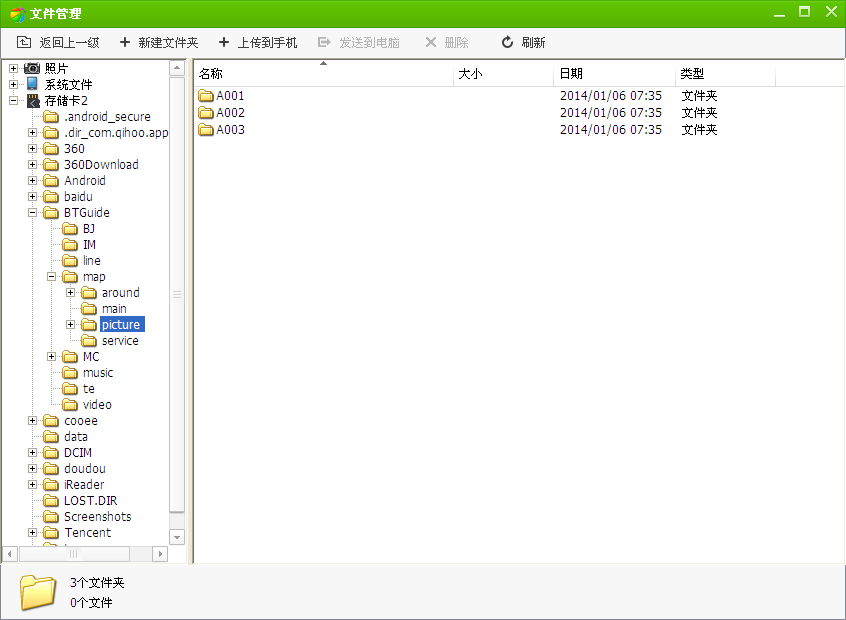 文件管理
返回上一级 新建文件夹 上传到手机 发送到电脑 删除 刷新
照片
系统文件
存储卡2
.android_secure
.dir_com.qihoo.app
360
360Download
Android
baidu
BTGuide
BJ
IM
line
map
around
main
picture
service
MC
music
te
video
cooee
data
DCIM
doudou
iReader
LOST.DIR
Screenshots
Tencent
名称 大小 日期 类型
A001 2014/01/06 07:35 文件夹
A002 2014/01/06 07:35 文件夹
A003 2014/01/06 07:35 文件夹
3个文件夹
0个文件